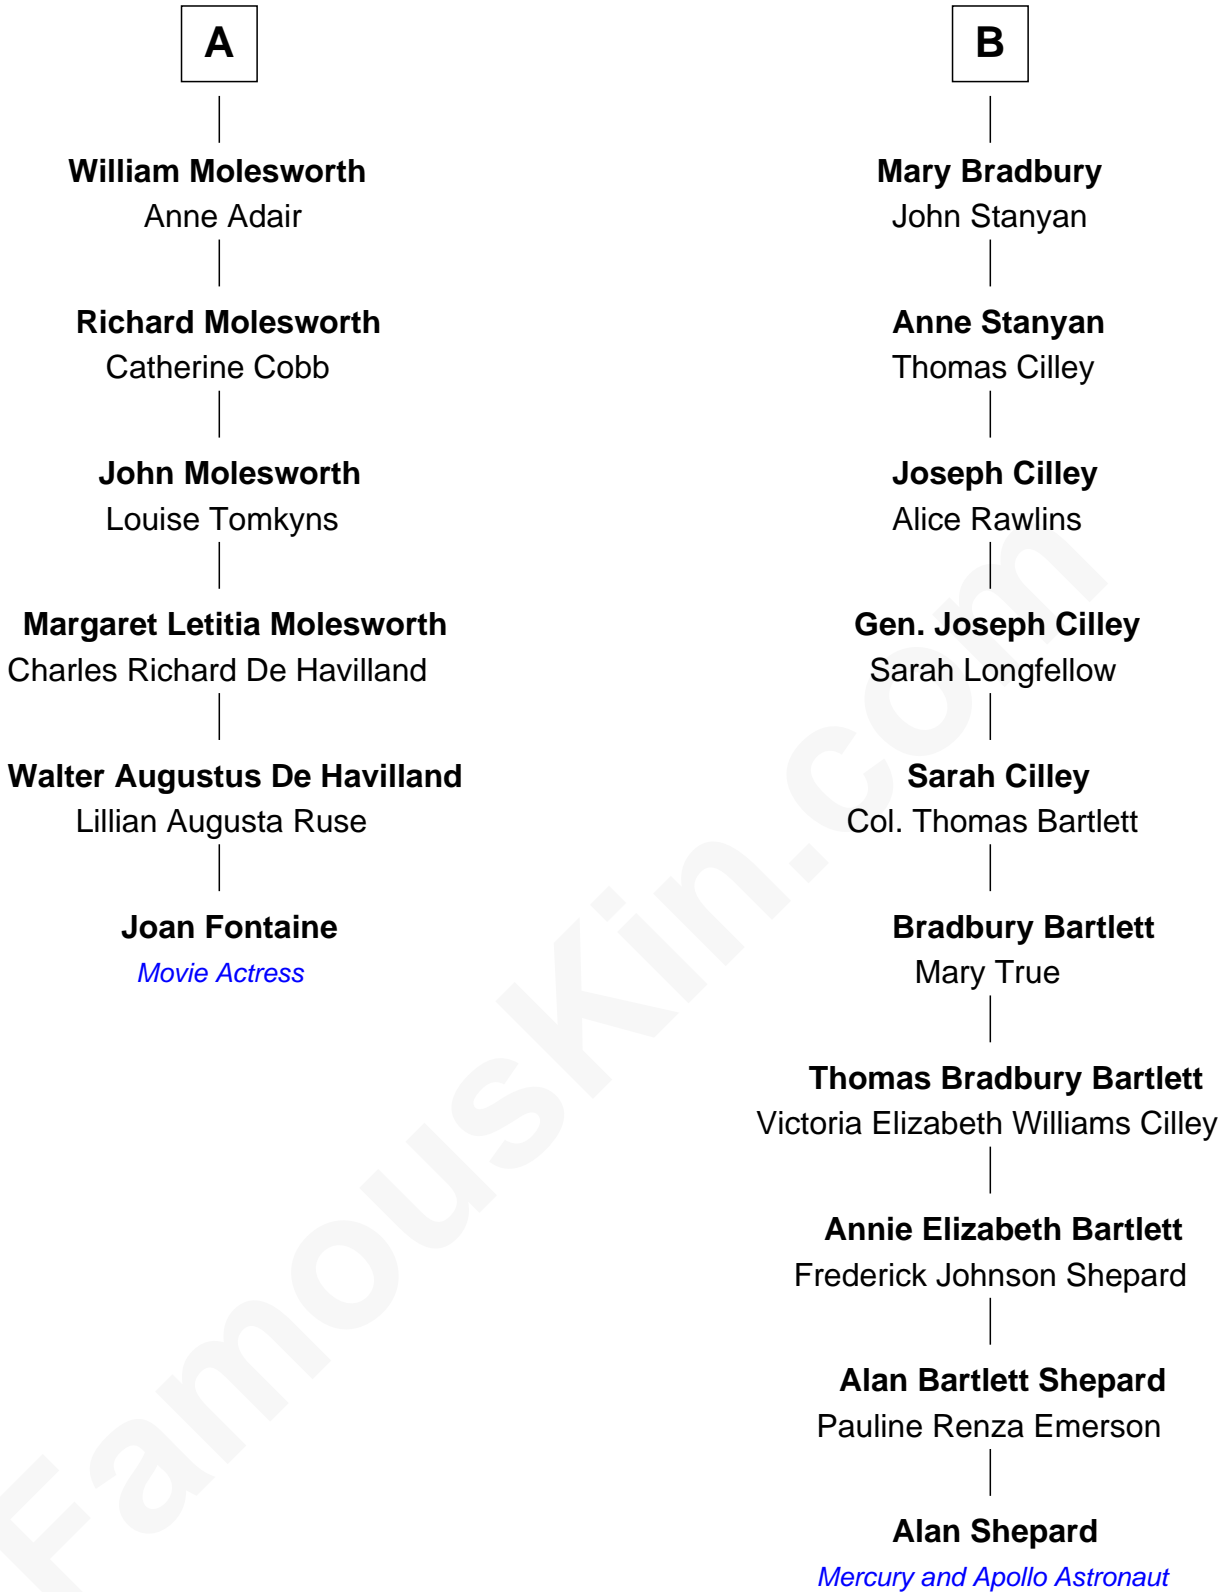 A
William Molesworth
Anne Adair
Richard Molesworth
Catherine Cobb
John Molesworth
Louise Tomkyns
Margaret Letitia Molesworth
Charles Richard De Havilland
Walter Augustus De Havilland
Lillian Augusta Ruse
Joan Fontaine
Movie Actress
B
Mary Bradbury
John Stanyan
Anne Stanyan
Thomas Cilley
Joseph Cilley
Alice Rawlins
Gen. Joseph Cilley
Sarah Longfellow
Sarah Cilley
Col. Thomas Bartlett
Bradbury Bartlett
Mary True
Thomas Bradbury Bartlett
Victoria Elizabeth Williams Cilley
Annie Elizabeth Bartlett
Frederick Johnson Shepard
Alan Bartlett Shepard
Pauline Renza Emerson
Alan Shepard
Mercury and Apollo Astronaut
FamousKin.com